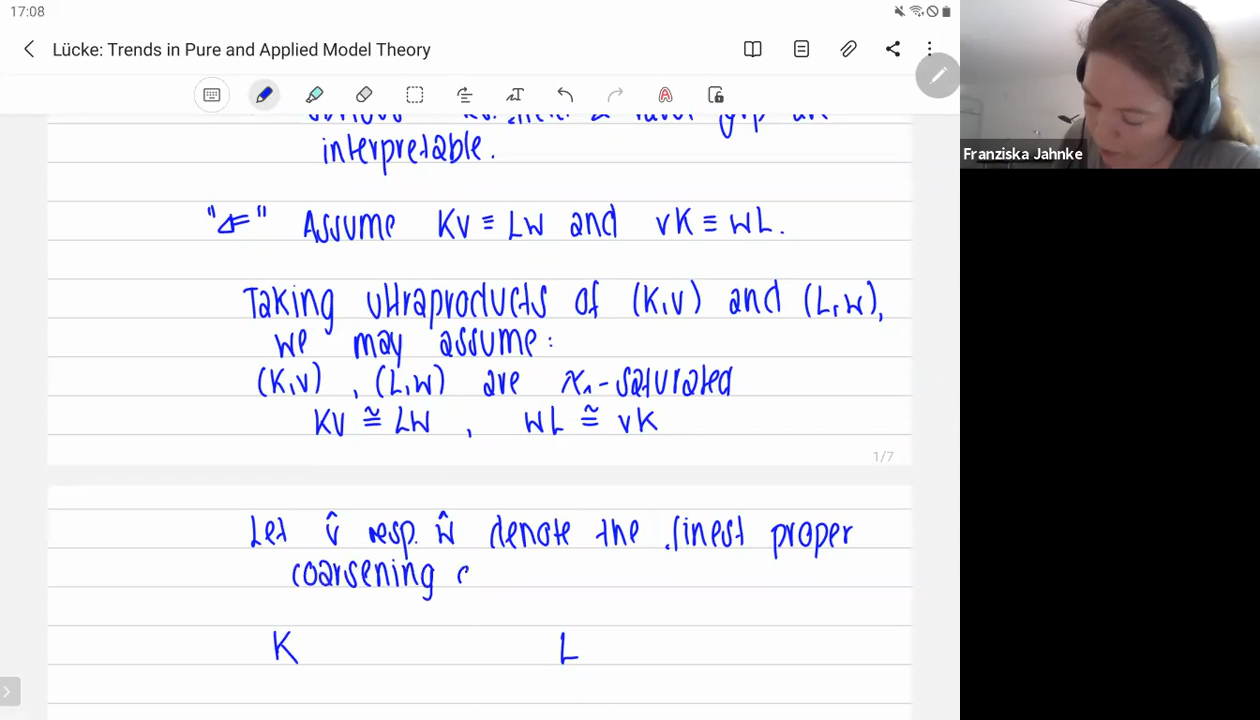 17:08
Lücke: Trends in Pure and Applied Model Theory
interpretable.
"⇐" Assume Kv ≡ Lw and vK ≡ wL.
Taking ultraproducts of (K,v) and (L,w),
we may assume:
(K,v), (L,w) are ℵ₁-saturated
Kv ≅ Lw, wL ≅ vK
1/7
Let v̂ resp. ŵ denote the finest proper
coarsening
K L
Franziska Jahnke